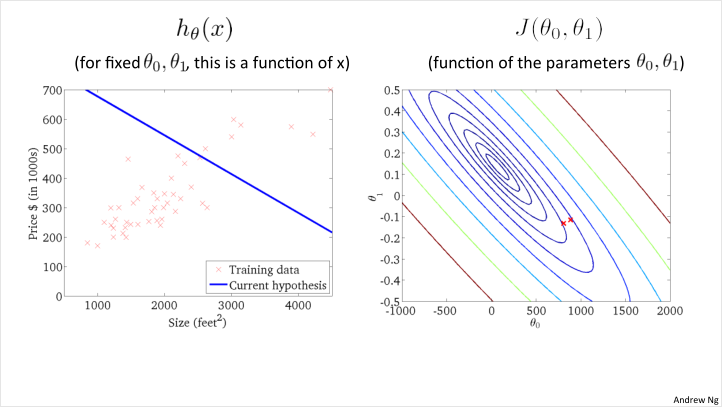 hθ(x)
(for fixed θ0, θ1, this is a function of x)
700
600
500
400
300
200
100
0
Price $ (in 1000s)
1000
2000
3000
4000
Size (feet2)
Training data
Current hypothesis
J(θ0, θ1)
(function of the parameters θ0, θ1)
0.5
0.4
0.3
0.2
0.1
0
-0.1
-0.2
-0.3
-0.4
-0.5
θ1
-1000
-500
0
500
1000
1500
2000
θ0
Andrew Ng